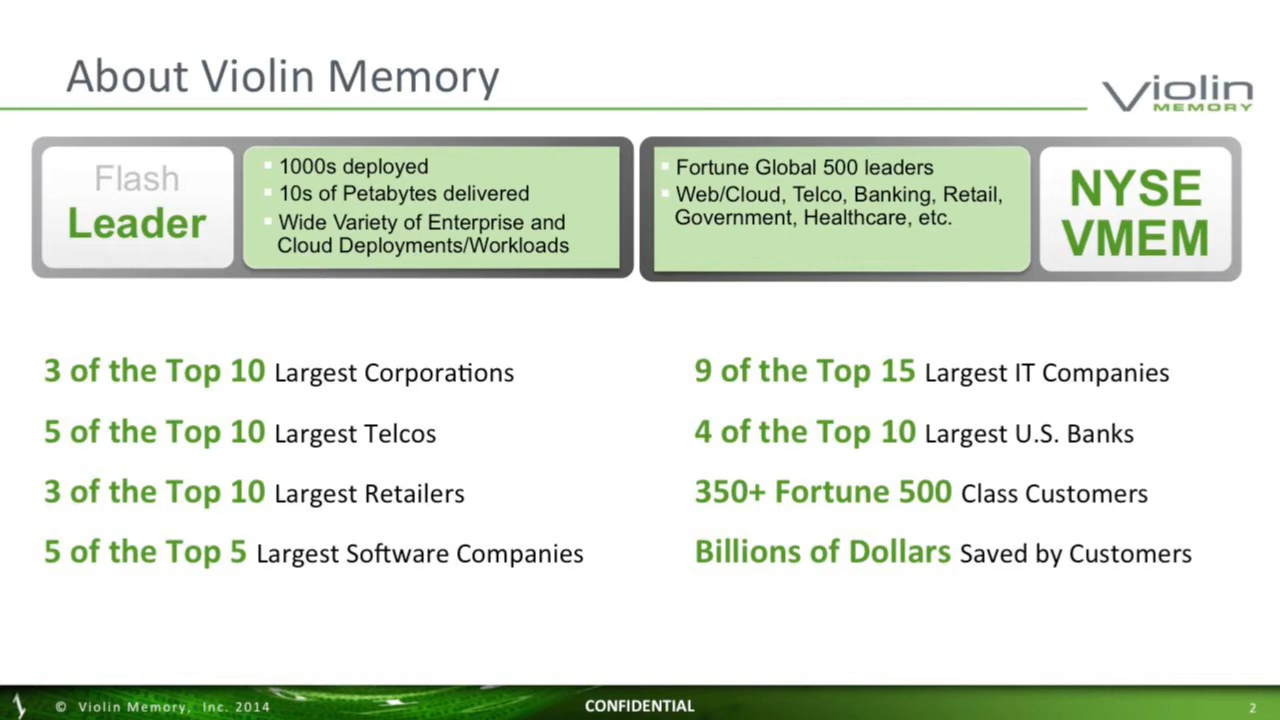 About Violin Memory
Violin
MEMORY
Flash
Leader
1000s deployed
10s of Petabytes delivered
Wide Variety of Enterprise and
Cloud Deployments/Workloads
Fortune Global 500 leaders
Web/Cloud, Telco, Banking, Retail,
Government, Healthcare, etc.
NYSE
VMEM
3 of the Top 10 Largest Corporations
5 of the Top 10 Largest Telcos
3 of the Top 10 Largest Retailers
5 of the Top 5 Largest Software Companies
9 of the Top 15 Largest IT Companies
4 of the Top 10 Largest U.S. Banks
350+ Fortune 500 Class Customers
Billions of Dollars Saved by Customers
© Violin Memory, Inc. 2014
CONFIDENTIAL
2